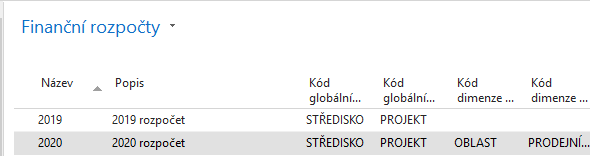 Finanční rozpočty
Název Popis Kód globální... Kód globální... Kód dimenze ... Kód dimenze ...
2019 2019 rozpočet STŘEDISKO PROJEKT
2020 2020 rozpočet STŘEDISKO PROJEKT OBLAST PRODEJNÍ...